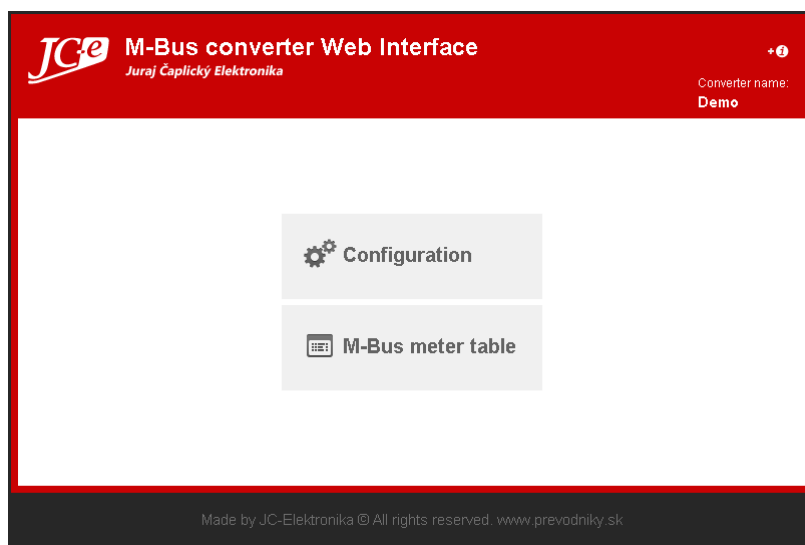 JC-e
M-Bus converter Web Interface
Juraj Čaplický Elektronika
+i
Converter name:
Demo
Configuration
M-Bus meter table
Made by JC-Elektronika © All rights reserved. www.prevodniky.sk